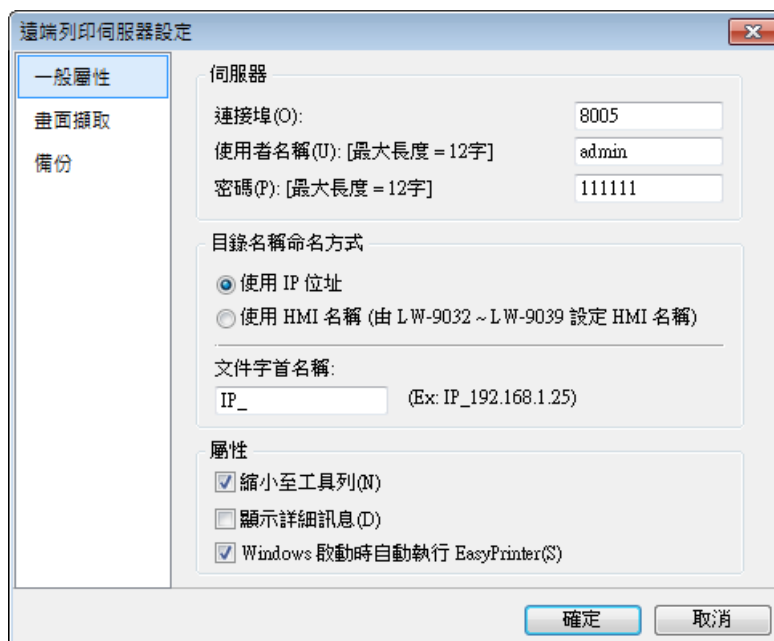 遠端列印伺服器設定
一般屬性
畫面擷取
備份
伺服器
連接埠(O):
8005
使用者名稱(U): [最大長度 = 12字]
admin
密碼(P): [最大長度 = 12字]
111111
目錄名稱命名方式
使用 IP 位址
使用 HMI 名稱 (由 LW-9032 ~ LW-9039 設定 HMI 名稱)
文件字首名稱:
IP_
(Ex: IP_192.168.1.25)
屬性
縮小至工具列(N)
顯示詳細訊息(D)
Windows 啟動時自動執行 EasyPrinter(S)
確定
取消